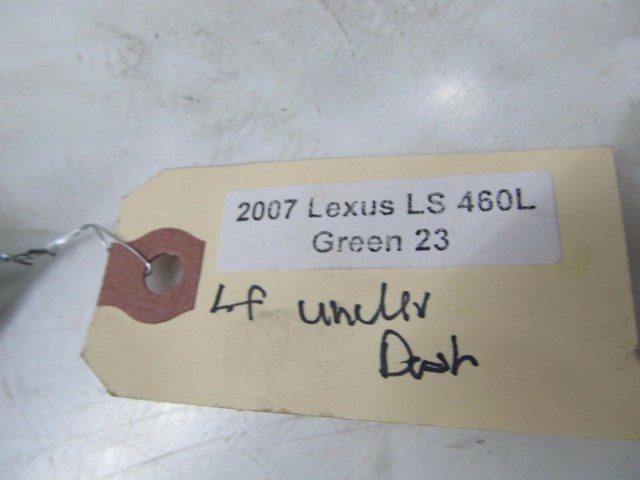 2007 Lexus LS 460L
Green 23
Lf under
Dash